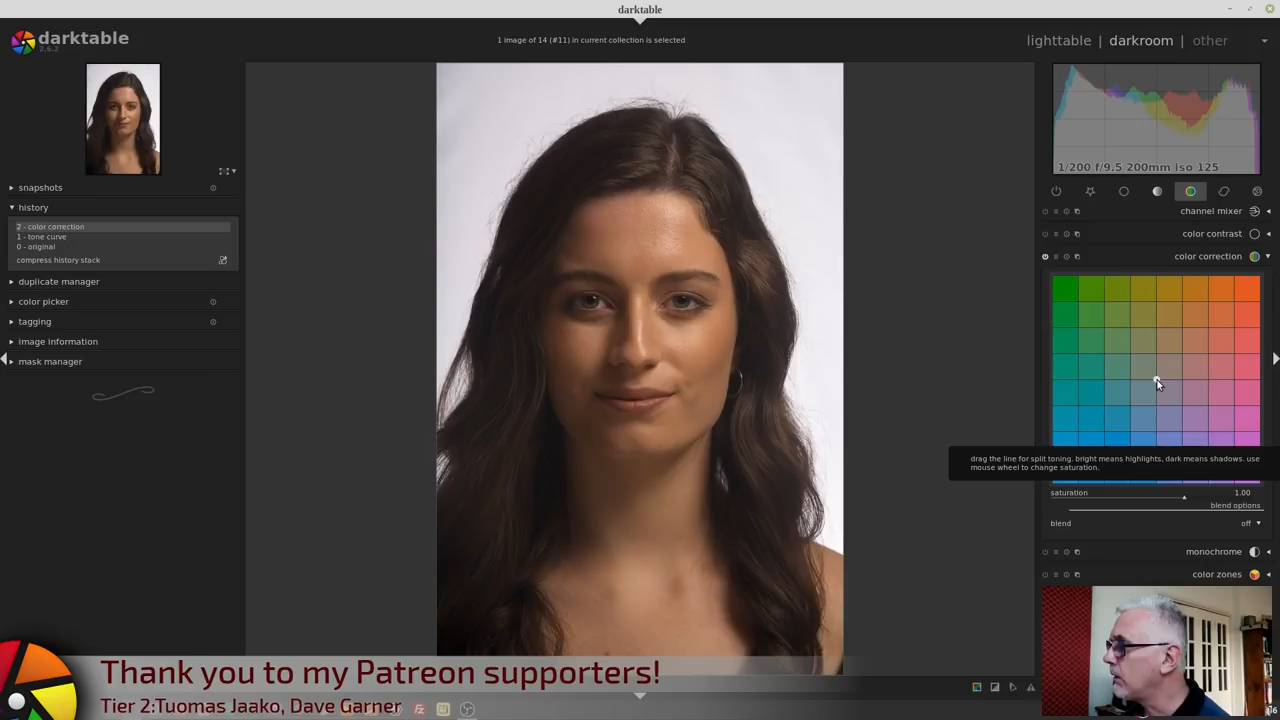 darktable
darktable
2.6.2
1 image of 14 (#11) in current collection is selected
lighttable | darkroom | other
1/200 f/9.5 200mm iso 125
snapshots
history
2 - color correction
1 - tone curve
0 - original
compress history stack
duplicate manager
color picker
tagging
image information
mask manager
channel mixer
color contrast
color correction
drag the line for split toning. bright means highlights, dark means shadows. use
mouse wheel to change saturation.
saturation 1.00
blend options
blend off
monochrome
color zones
Thank you to my Patreon supporters!
Tier 2:Tuomas Jaako, Dave Garner
Fz